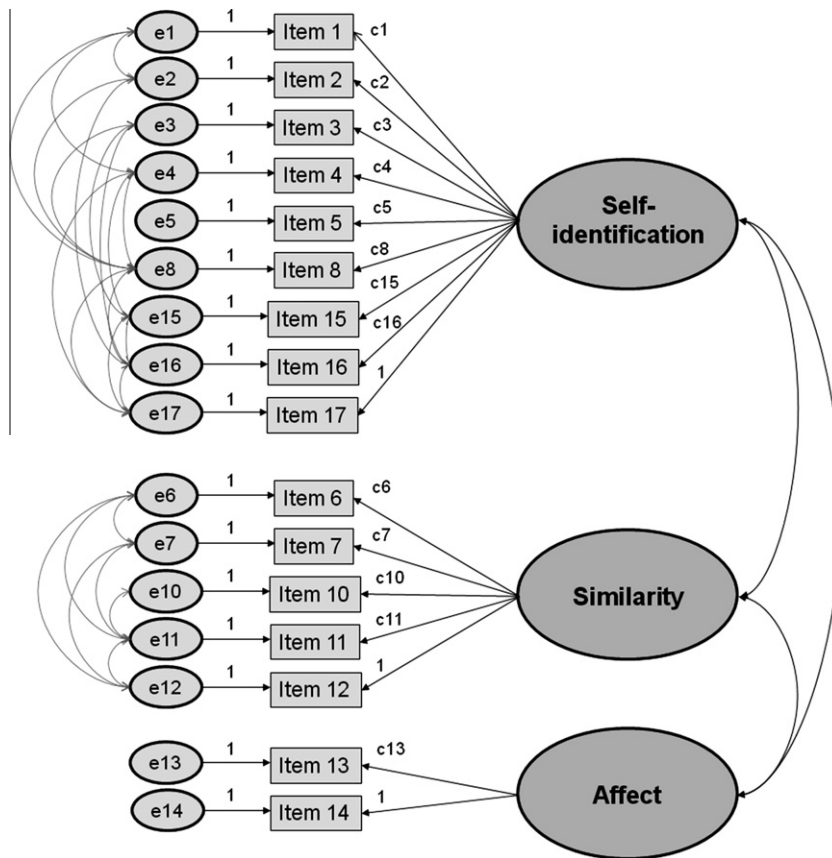 e1 1 Item 1 c1
e2 1 Item 2 c2
e3 1 Item 3 c3
e4 1 Item 4 c4
e5 1 Item 5 c5
e8 1 Item 8 c8
e15 1 Item 15 c15
e16 1 Item 16 c16
e17 1 Item 17 1
Self-
identification
e6 1 Item 6 c6
e7 1 Item 7 c7
e10 1 Item 10 c10
e11 1 Item 11 c11
e12 1 Item 12 1
Similarity
e13 1 Item 13 c13
e14 1 Item 14 1
Affect